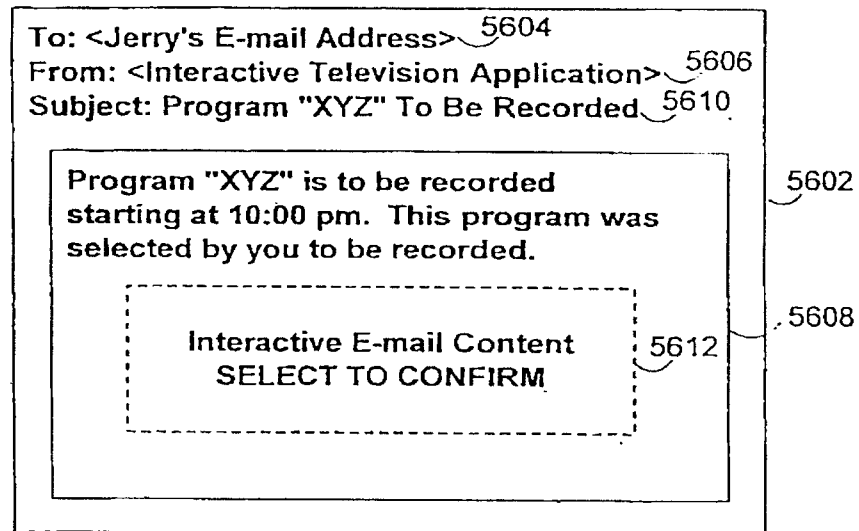 To: <Jerry's E-mail Address> 5604
From: <Interactive Television Application> 5606
Subject: Program "XYZ" To Be Recorded 5610
Program "XYZ" is to be recorded
starting at 10:00 pm. This program was
selected by you to be recorded.
5602
5608
Interactive E-mail Content
SELECT TO CONFIRM
5612